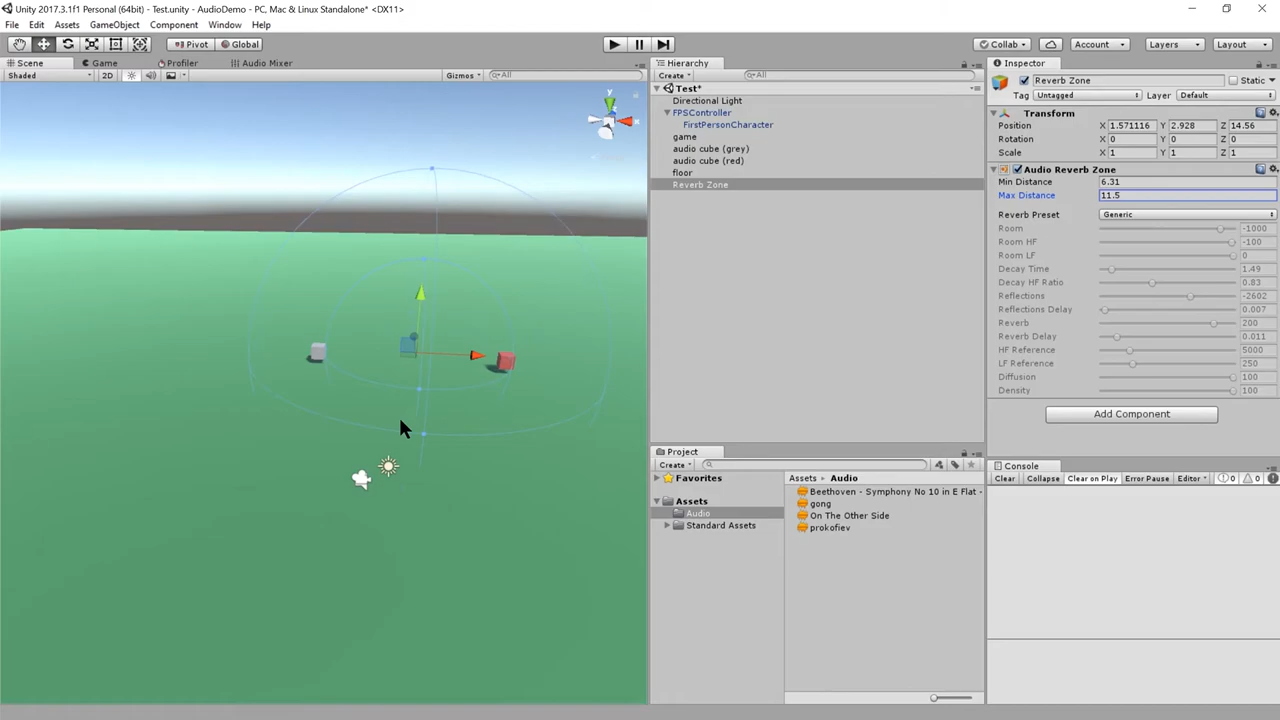 Unity 2017.3.1f1 Personal (64bit) - Test.unity - AudioDemo - PC, Mac & Linux Standalone* <DX11>
File Edit Assets GameObject Component Window Help
Pivot Global Collab Account Layers Layout
Scene Game Profiler Audio Mixer
Shaded 2D Gizmos All
y
x
Hierarchy
Create All
Test*
Directional Light
FPSController
FirstPersonCharacter
game
audio cube (grey)
audio cube (red)
floor
Reverb Zone
Inspector
Reverb Zone Static
Tag Untagged Layer Default
Transform
Position X 1.571116 Y 2.928 Z 14.56
Rotation X 0 Y 0 Z 0
Scale X 1 Y 1 Z 1
Audio Reverb Zone
Min Distance 6.31
Max Distance 11.5
Reverb Preset Generic
Room -1000
Room HF -100
Room LF 0
Decay Time 1.49
Decay HF Ratio 0.83
Reflections -2602
Reflections Delay 0.007
Reverb 200
Reverb Delay 0.011
HF Reference 5000
LF Reference 250
Diffusion 100
Density 100
Add Component
Project
Create
Favorites
Assets
Audio
Standard Assets
Assets Audio
Beethoven - Symphony No 10 in E Flat -
gong
On The Other Side
prokofiev
Console
Clear Collapse Clear on Play Error Pause Editor 0 0